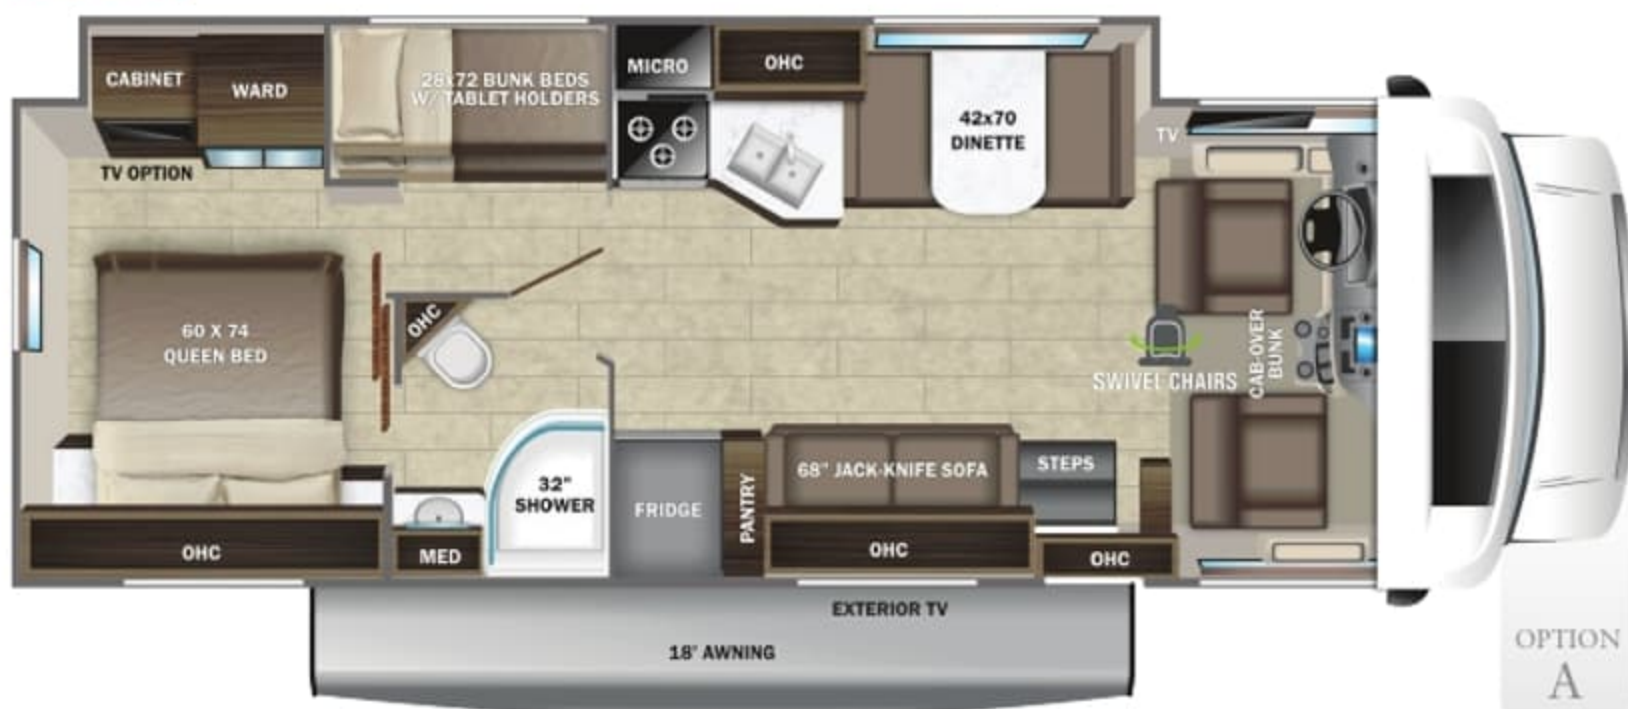 CABINET
WARD
TV OPTION
28x72 BUNK BEDS
W/ TABLET HOLDERS
MICRO
OHC
42x70
DINETTE
TV
60 X 74
QUEEN BED
OHC
SWIVEL CHAIRS
CAB-OVER
BUNK
32"
SHOWER
FRIDGE
PANTRY
68" JACK-KNIFE SOFA
STEPS
OHC
MED
OHC
OHC
EXTERIOR TV
18' AWNING
OPTION
A